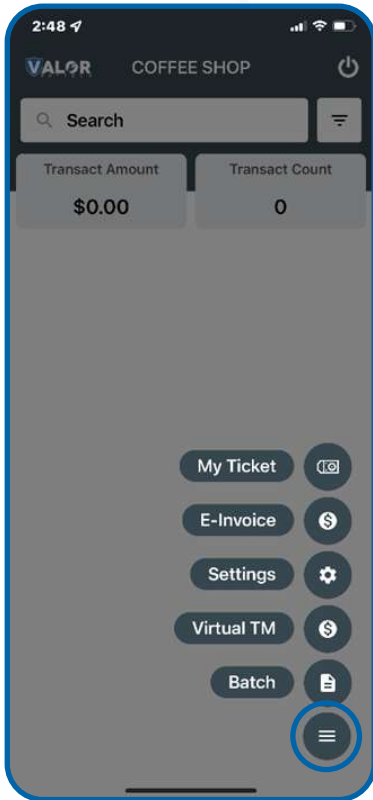 2:48
VALOR COFFEE SHOP
Search
Transact Amount Transact Count
$0.00 0
My Ticket
E-Invoice
Settings
Virtual TM
Batch